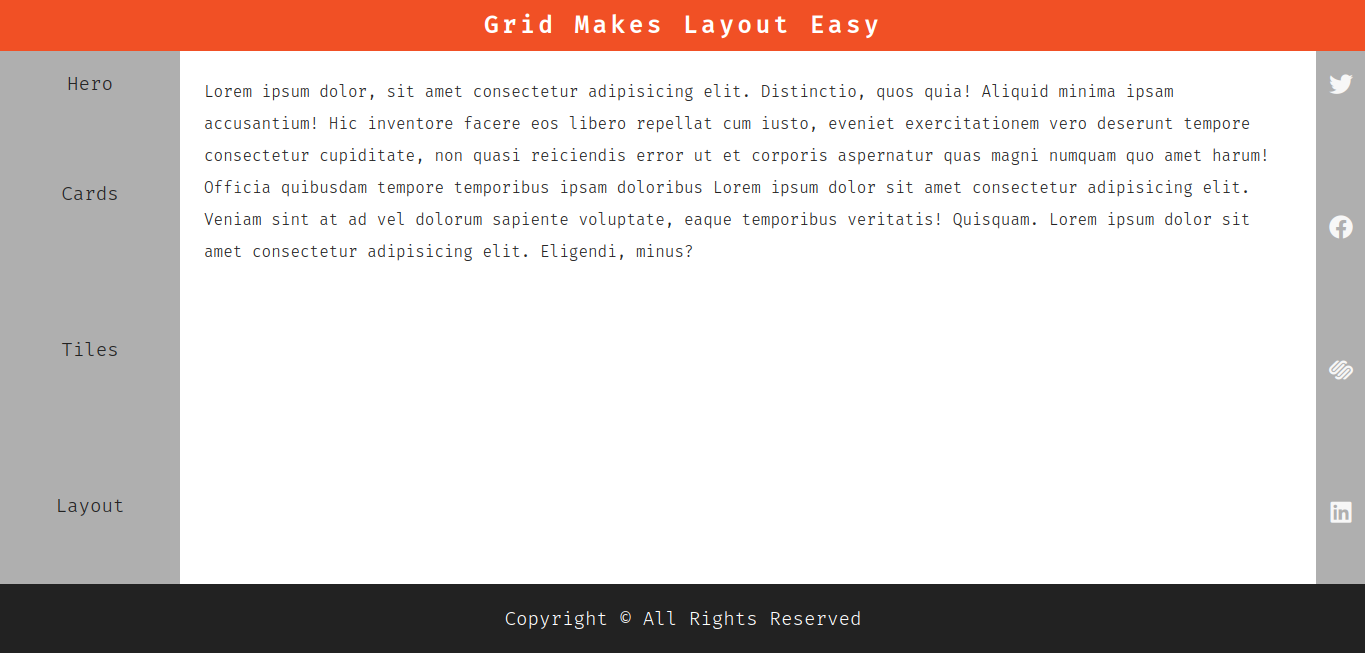 Grid Makes Layout Easy
Hero
Cards
Tiles
Layout
Lorem ipsum dolor, sit amet consectetur adipisicing elit. Distinctio, quos quia! Aliquid minima ipsam
accusantium! Hic inventore facere eos libero repellat cum iusto, eveniet exercitationem vero deserunt tempore
consectetur cupiditate, non quasi reiciendis error ut et corporis aspernatur quas magni numquam quo amet harum!
Officia quibusdam tempore temporibus ipsam doloribus Lorem ipsum dolor sit amet consectetur adipisicing elit.
Veniam sint at ad vel dolorum sapiente voluptate, eaque temporibus veritatis! Quisquam. Lorem ipsum dolor sit
amet consectetur adipisicing elit. Eligendi, minus?
in
Copyright © All Rights Reserved